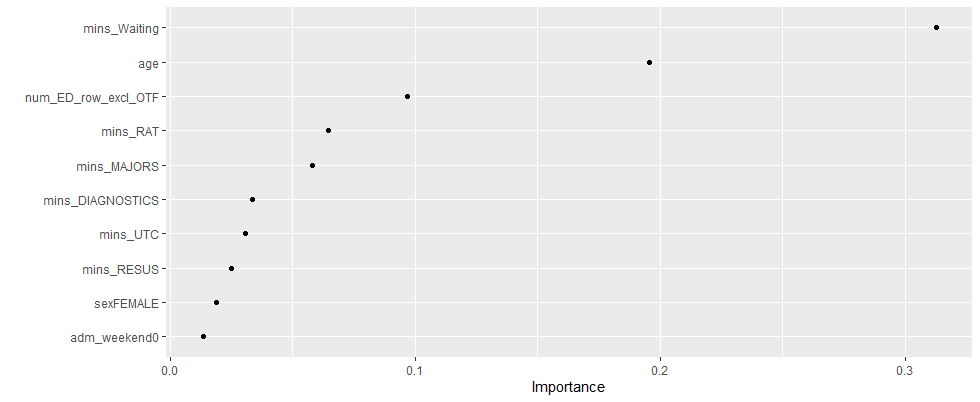 mins_Waiting
age
num_ED_row_excl_OTF
mins_RAT
mins_MAJORS
mins_DIAGNOSTICS
mins_UTC
mins_RESUS
sexFEMALE
adm_weekend0
0.0 0.1 0.2 0.3
Importance